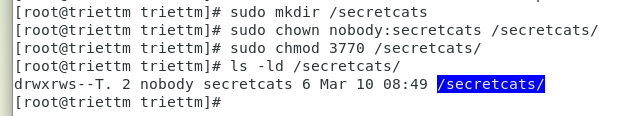 [root@triettm triettm]# sudo mkdir /secretcats
[root@triettm triettm]# sudo chown nobody:secretcats /secretcats/
[root@triettm triettm]# sudo chmod 3770 /secretcats/
[root@triettm triettm]# ls -ld /secretcats/
drwxrws--T. 2 nobody secretcats 6 Mar 10 08:49 /secretcats/
[root@triettm triettm]#